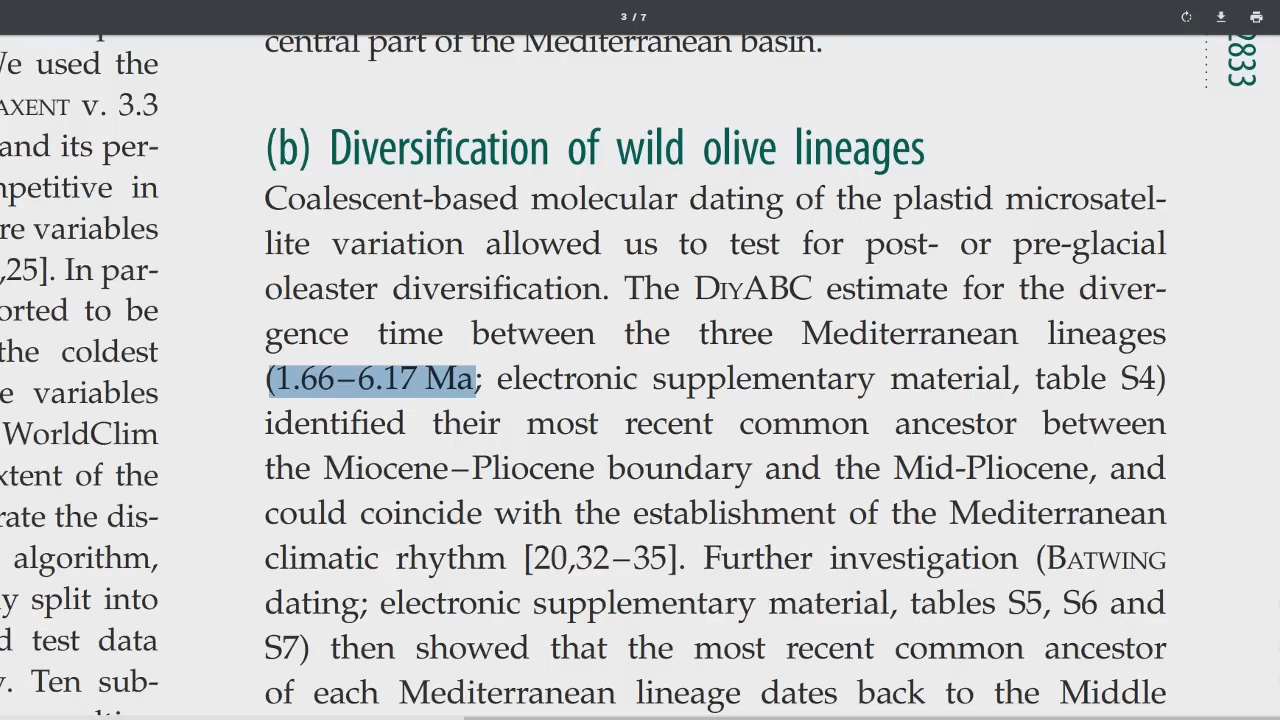 3 / 7
We used the
AXENT v. 3.3
and its per-
mpetitive in
re variables
,25]. In par-
orted to be
the coldest
e variables
WorldClim
xtent of the
rate the dis-
algorithm,
y split into
d test data
y. Ten sub-
central part of the Mediterranean basin.
(b) Diversification of wild olive lineages
Coalescent-based molecular dating of the plastid microsatel-
lite variation allowed us to test for post- or pre-glacial
oleaster diversification. The DIYABC estimate for the diver-
gence time between the three Mediterranean lineages
(1.66–6.17 Ma; electronic supplementary material, table S4)
identified their most recent common ancestor between
the Miocene–Pliocene boundary and the Mid-Pliocene, and
could coincide with the establishment of the Mediterranean
climatic rhythm [20,32–35]. Further investigation (BATWING
dating; electronic supplementary material, tables S5, S6 and
S7) then showed that the most recent common ancestor
of each Mediterranean lineage dates back to the Middle
2833